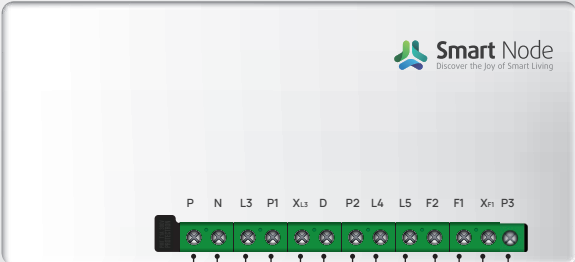 Smart Node
Discover the Joy of Smart Living
P N L3 P1 XL3 D P2 L4 L5 F2 F1 XF1 P3